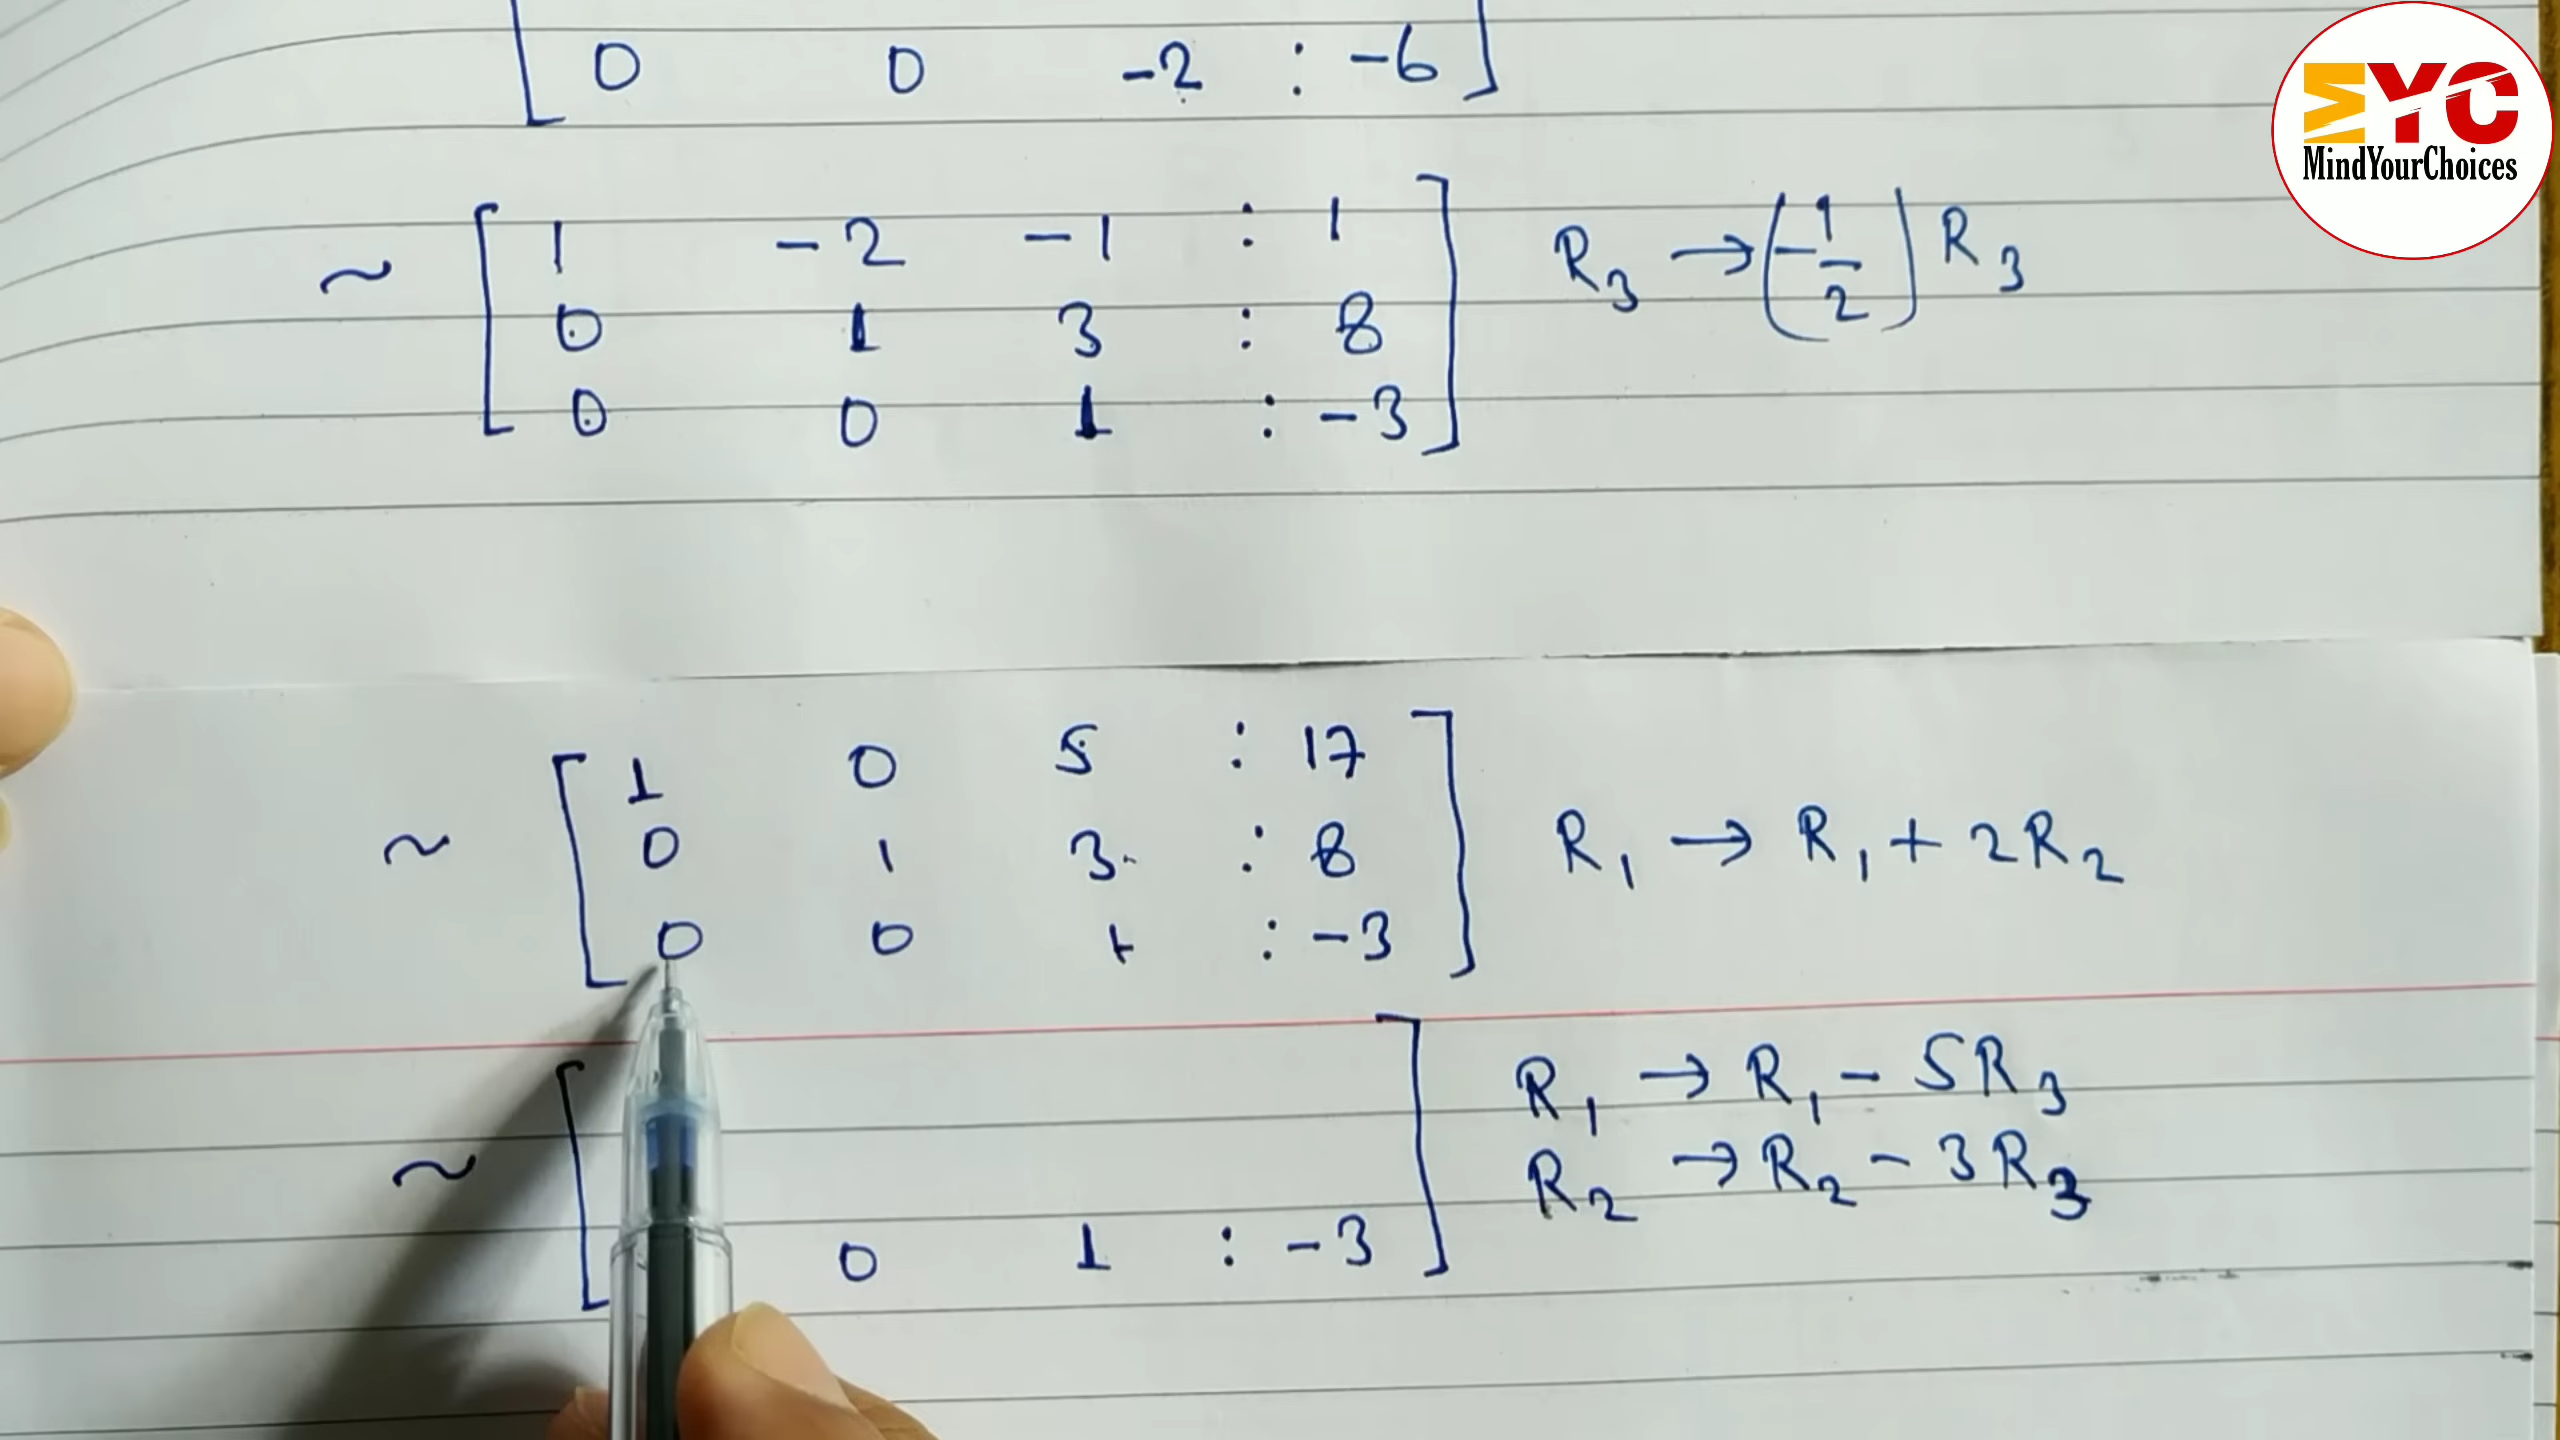 0 0 -2 : -6
MYC
MindYourChoices
~ [ 1 -2 -1 : 1 ] R3 → (-1/2) R3
0 1 3 : 8
0 0 1 : -3
~ [ 1 0 5 : 17
0 1 3 : 8 ] R1 → R1 + 2R2
0 0 1 : -3
~ [ ] R1 → R1 - 5R3
R2 → R2 - 3R3
0 1 : -3